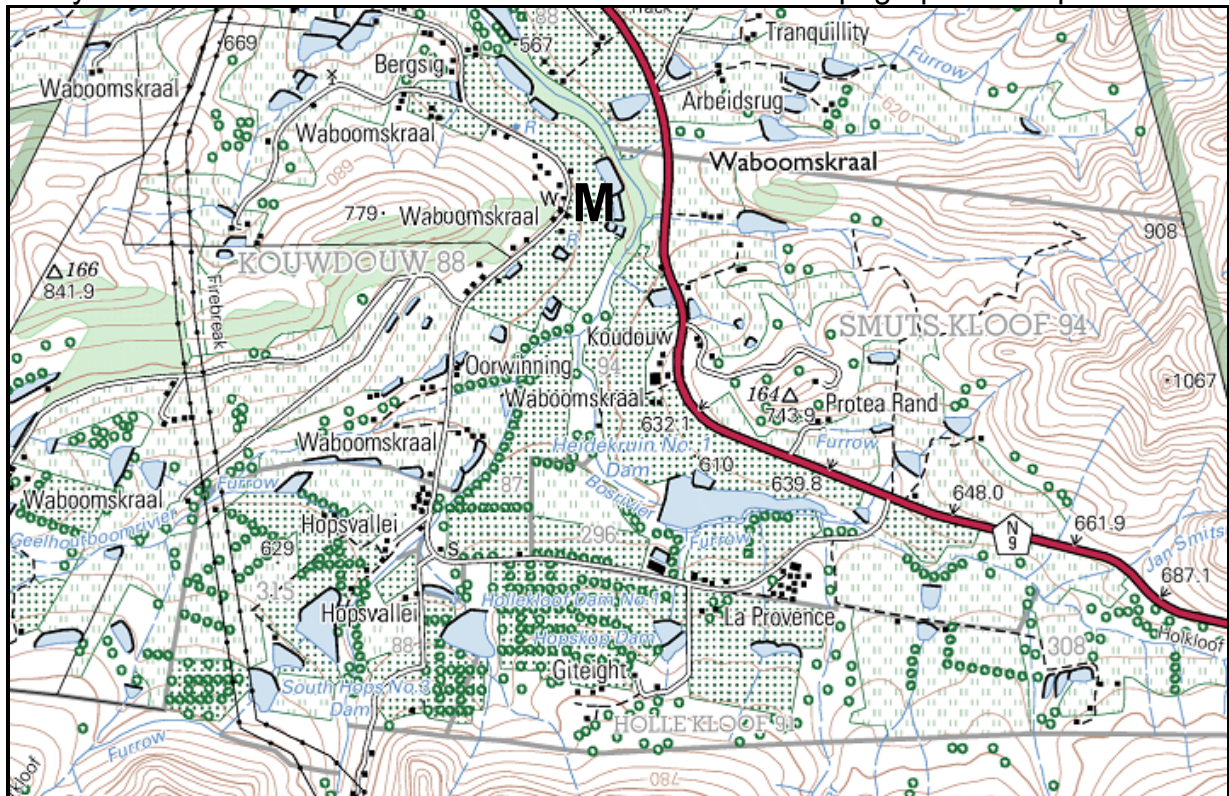 Track
88
Tranquillity
669
567
Furrow
Bergsig
Waboomskraal
Arbeidsrug
620
Waboomskraal
R
Waboomskraal
089
M
W
779
Waboomskraal
908
R
KOUWDOUW 88
166
841.9
Firebreak
SMUTS KLOOF 94
Koudouw
94
Oorwinning
1067
164
743.9
Waboomskraal
Protea Rand
632.1
Furrow
Waboomskraal
Heidekruin No. 1
Dam
610
639.8
Furrow
87
648.0
Waboomskraal
Bosrivier
N
9
661.9
Geelhoutboomrivier
Hopsvallei
296
Furrow
Jan Smits
629
S
687.1
315
Hollekloof Dam No.1
Hopsvallei
La Provence
Holkloof
88
Hopskop Dam
308
Giteight
South Hops No.3
Dam
HOLLE KLOOF 91
Furrow
kloof
780